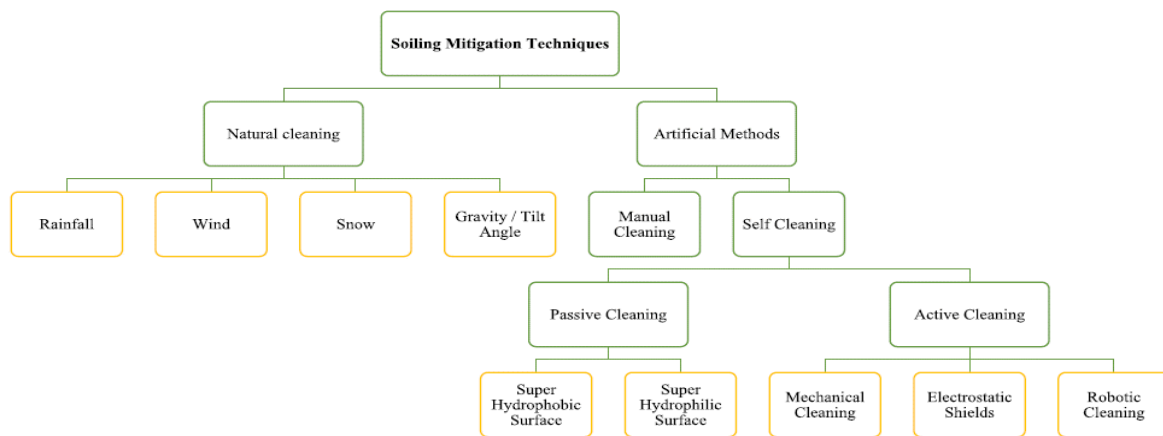 Soiling Mitigation Techniques
Natural cleaning
Artificial Methods
Rainfall
Wind
Snow
Gravity / Tilt
Angle
Manual
Cleaning
Self Cleaning
Passive Cleaning
Active Cleaning
Super
Hydrophobic
Surface
Super
Hydrophilic
Surface
Mechanical
Cleaning
Electrostatic
Shields
Robotic
Cleaning